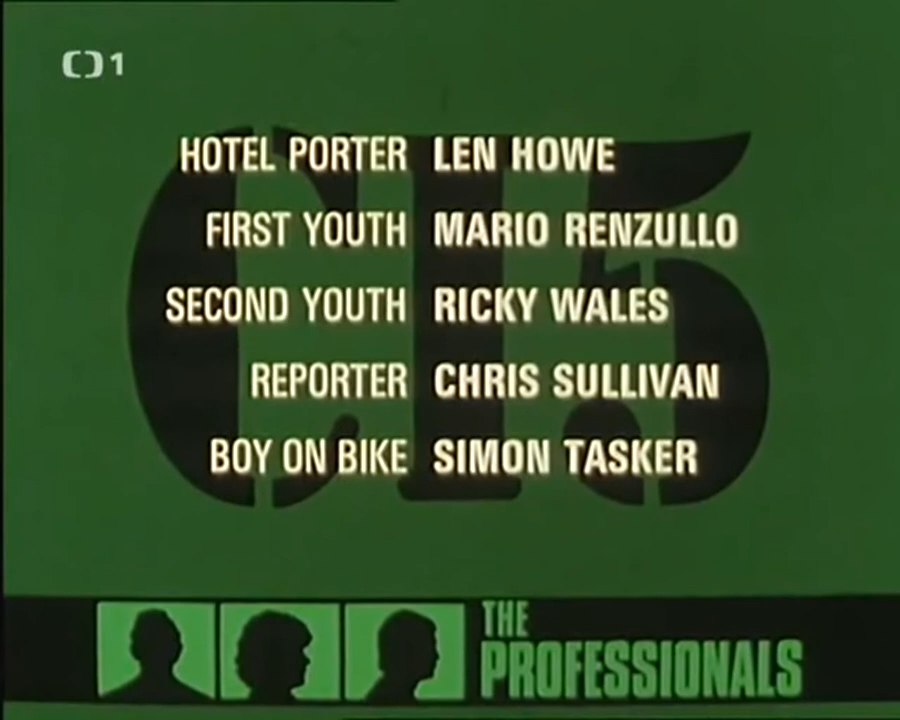 1
CI5
HOTEL PORTER LEN HOWE
FIRST YOUTH MARIO RENZULLO
SECOND YOUTH RICKY WALES
REPORTER CHRIS SULLIVAN
BOY ON BIKE SIMON TASKER
THE
PROFESSIONALS